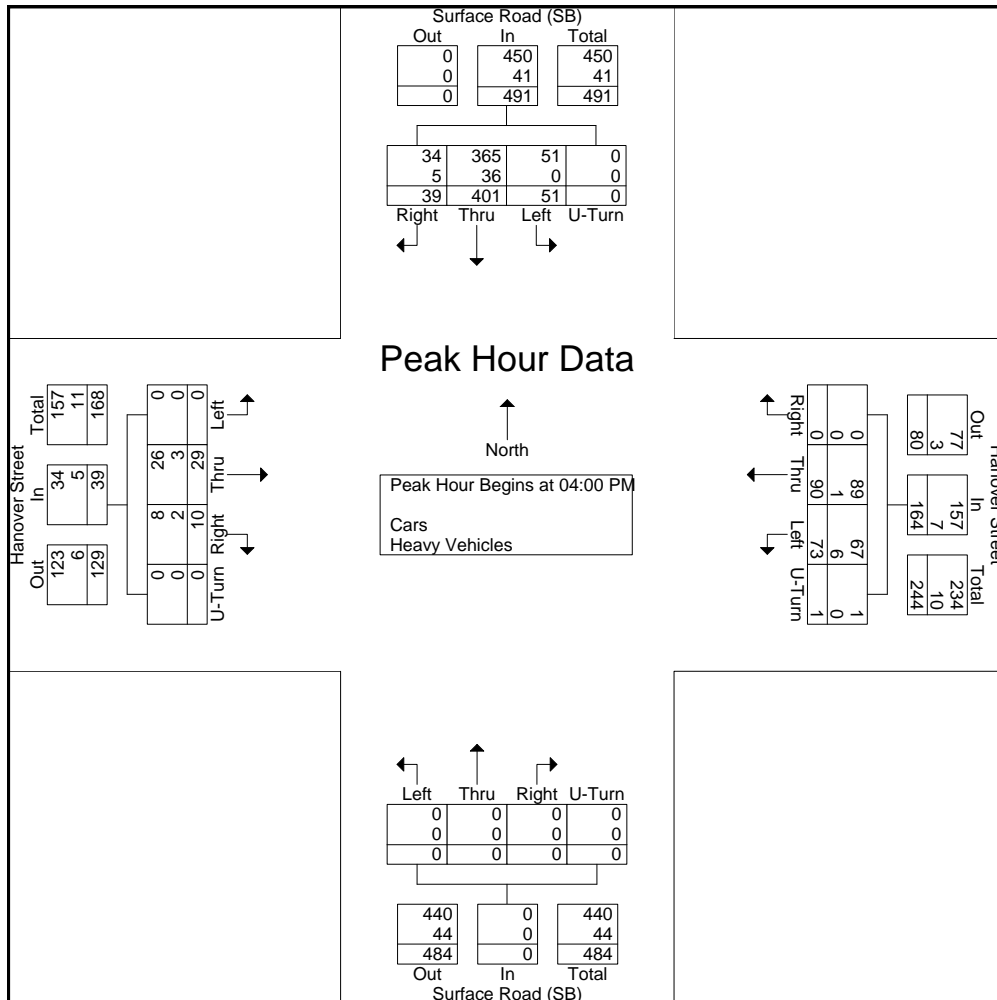 Surface Road (SB)
Out In Total
0 450 450
0 41 41
0 491 491
34 365 51 0
5 36 0 0
39 401 51 0
Right Thru Left U-Turn
Peak Hour Data
North
Peak Hour Begins at 04:00 PM
Cars
Heavy Vehicles
Hanover Street
Total In Out
157 34 123
11 5 6
168 39 129
0 26 8 0
0 3 2 0
0 29 10 0
Left Thru Right U-Turn
Hanover Street
Out In Total
77 157 234
3 7 10
80 164 244
0 89 67 1
0 1 6 0
0 90 73 1
Right Thru Left U-Turn
Left Thru Right U-Turn
0 0 0 0
0 0 0 0
0 0 0 0
440 0 440
44 0 44
484 0 484
Out In Total
Surface Road (SB)